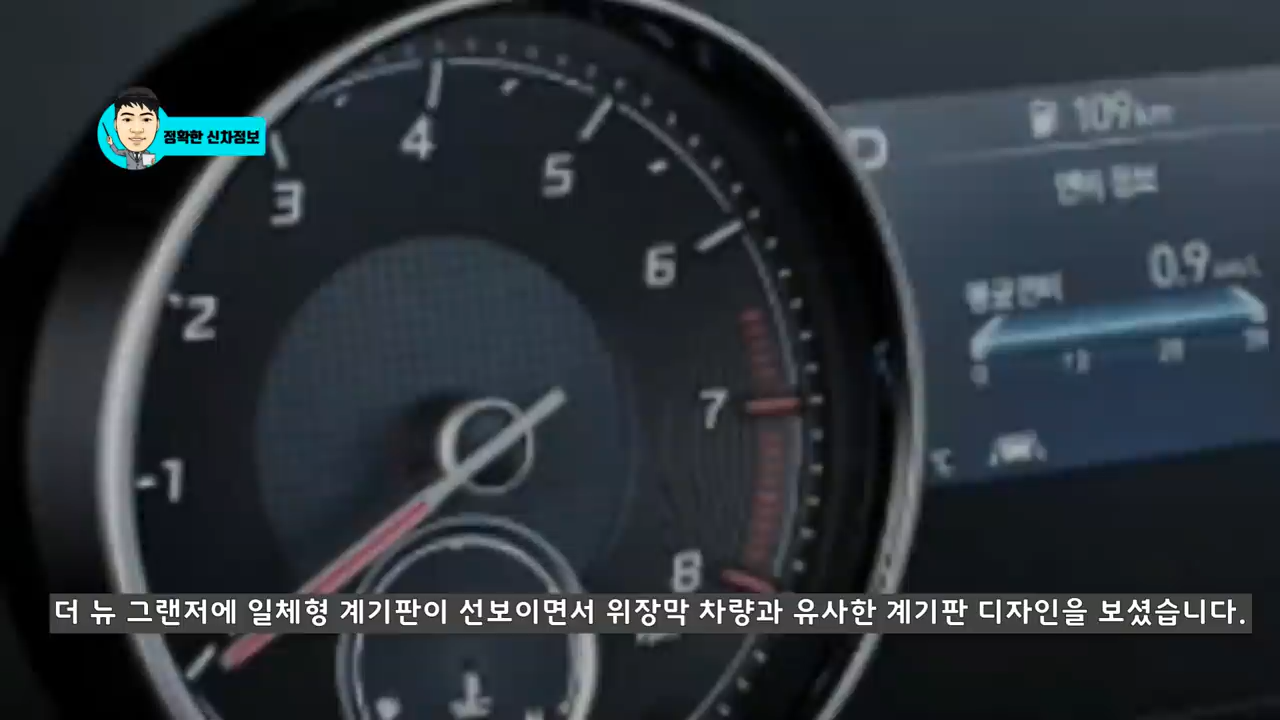 정확한 신차정보
4
5
3
6
2
7
1
8
109km
연비 정보
평균연비
0.9
0
13
℃
더 뉴 그랜저에 일체형 계기판이 선보이면서 위장막 차량과 유사한 계기판 디자인을 보셨습니다.